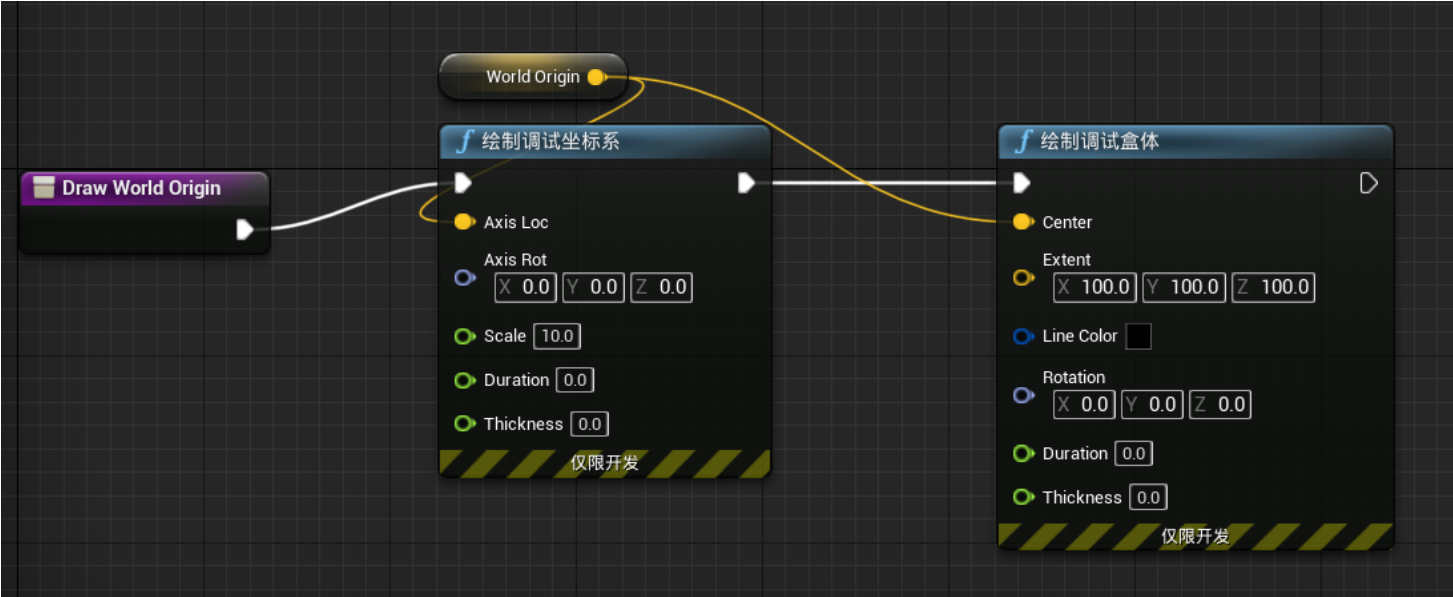 World Origin
Draw World Origin
绘制调试坐标系
Axis Loc
Axis Rot
X 0.0 Y 0.0 Z 0.0
Scale 10.0
Duration 0.0
Thickness 0.0
仅限开发
绘制调试盒体
Center
Extent
X 100.0 Y 100.0 Z 100.0
Line Color
Rotation
X 0.0 Y 0.0 Z 0.0
Duration 0.0
Thickness 0.0
仅限开发